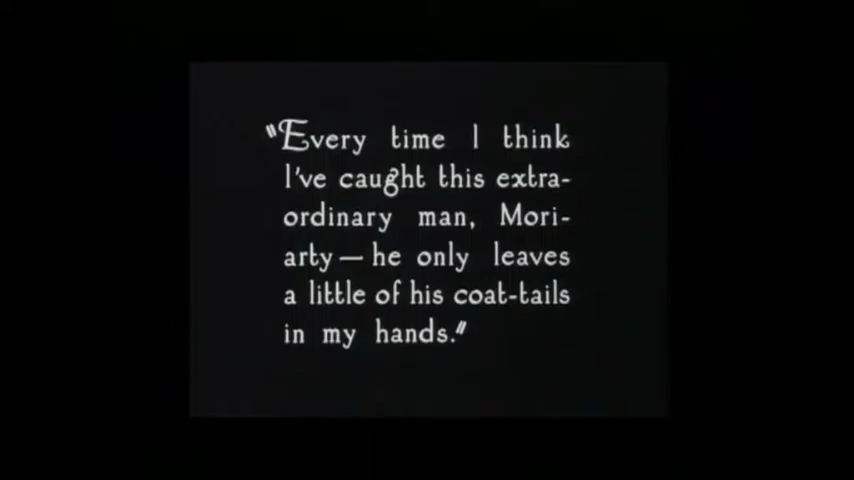 "Every time I think
I've caught this extra-
ordinary man, Mori-
arty — he only leaves
a little of his coat-tails
in my hands."